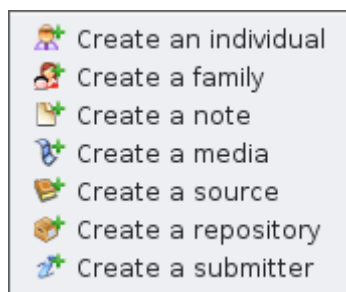 Create an individual
Create a family
Create a note
Create a media
Create a source
Create a repository
Create a submitter